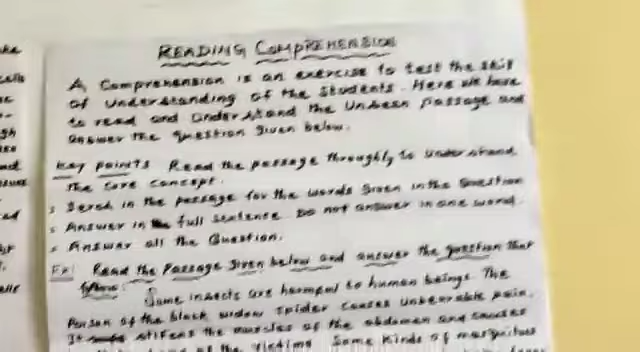 READING COMPREHENSION
A Comprehension is an exercise to test the skill
of understanding of the students. Here we have
to read and understand the Unseen passage and
answer the question given below.
Key points Read the passage throughly to understand
the core concept.
in the passage for the words given in the question
Answer in full sentence Do not answer in one word.
Answer all the Question.
Ex: Read the Passage given below and answer the question that
follows:
Some insects are harmful to human beings The
Poison of the black widow spider causes unbearable pain.
It stifens the muscles of the abdomen and causes
of the victims Some kinds of mosquitoes